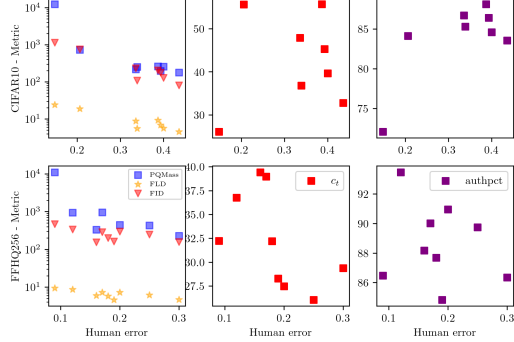 CIFAR10 - Metric
10⁴
10³
10²
10¹
0.2 0.3 0.4
50
40
30
0.2 0.3 0.4
85
80
75
0.2 0.3 0.4
FFHQ256 - Metric
10⁴
10³
10²
10¹
PQMass
FLD
FID
0.1 0.2 0.3
Human error
40.0
37.5
35.0
32.5
30.0
27.5
cₜ
0.1 0.2 0.3
Human error
92
90
88
86
authpct
0.1 0.2 0.3
Human error